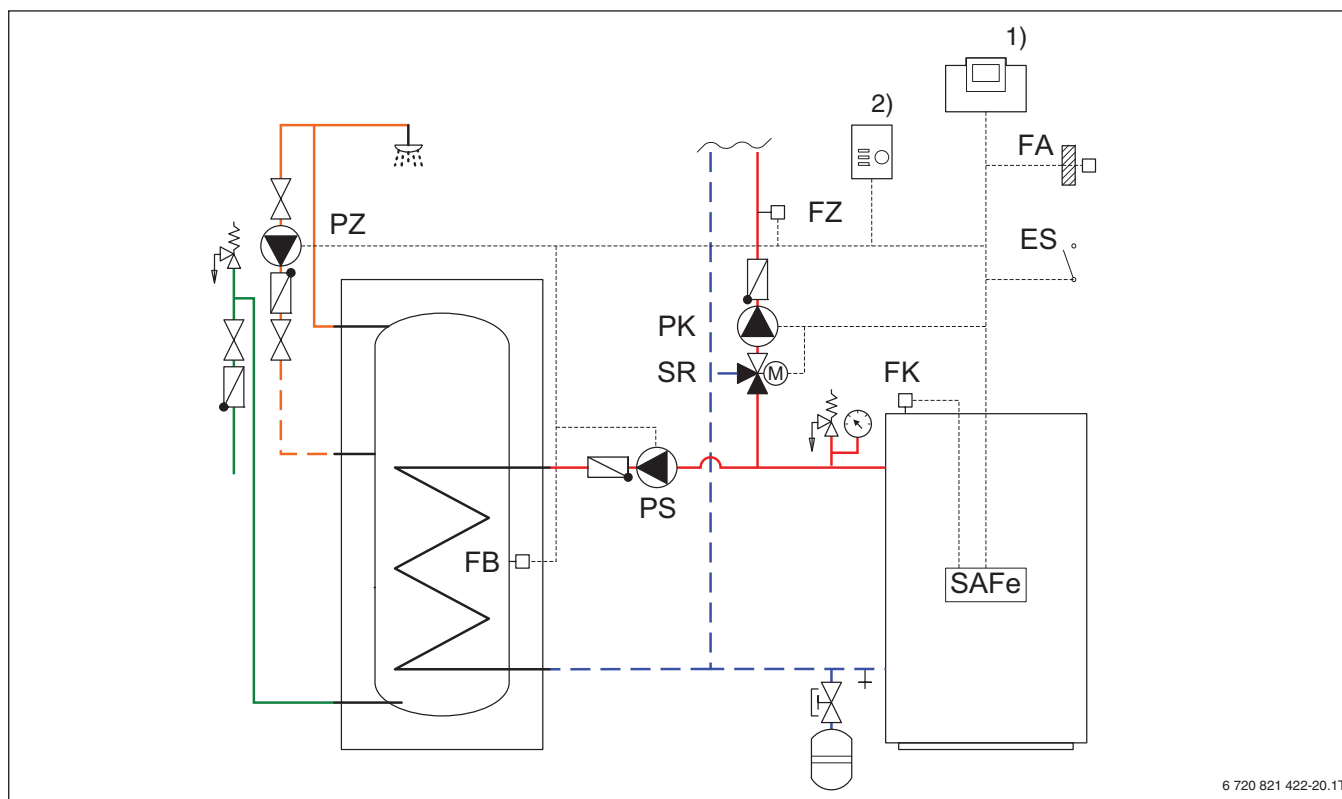 1)
2)
FA
PZ
FZ
ES
PK
SR
M
FK
PS
FB
SAFe
6 720 821 422-20.1T